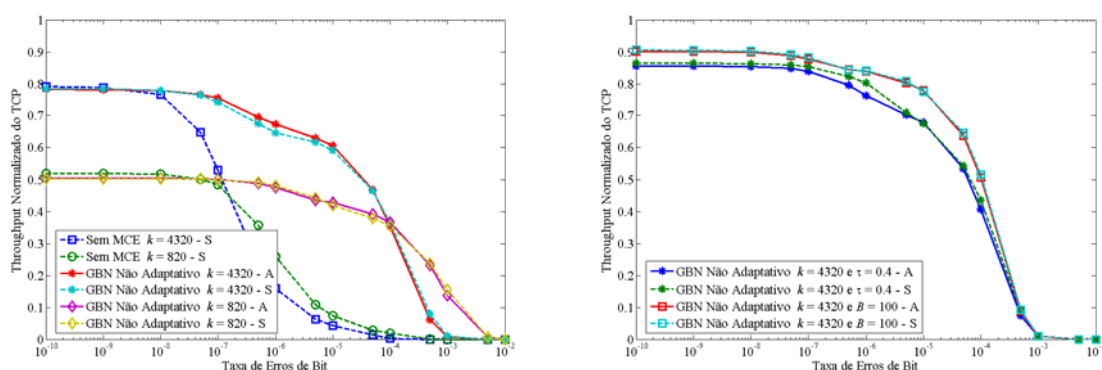 1
0.9
0.8
0.7
0.6
0.5
0.4
0.3
0.2
0.1
0
Throughput Normalizado do TCP
Sem MCE k = 4320 - S
Sem MCE k = 820 - S
GBN Não Adaptativo k = 4320 - A
GBN Não Adaptativo k = 4320 - S
GBN Não Adaptativo k = 820 - A
GBN Não Adaptativo k = 820 - S
10^-10 10^-9 10^-8 10^-7 10^-6 10^-5 10^-4 10^-3 10^-2
Taxa de Erros de Bit
1
0.9
0.8
0.7
0.6
0.5
0.4
0.3
0.2
0.1
0
Throughput Normalizado do TCP
GBN Não Adaptativo k = 4320 e τ = 0.4 - A
GBN Não Adaptativo k = 4320 e τ = 0.4 - S
GBN Não Adaptativo k = 4320 e B = 100 - A
GBN Não Adaptativo k = 4320 e B = 100 - S
10^-10 10^-9 10^-8 10^-7 10^-6 10^-5 10^-4 10^-3
Taxa de Erros de Bit